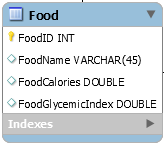 Food
FoodID INT
FoodName VARCHAR(45)
FoodCalories DOUBLE
FoodGlycemicIndex DOUBLE
Indexes